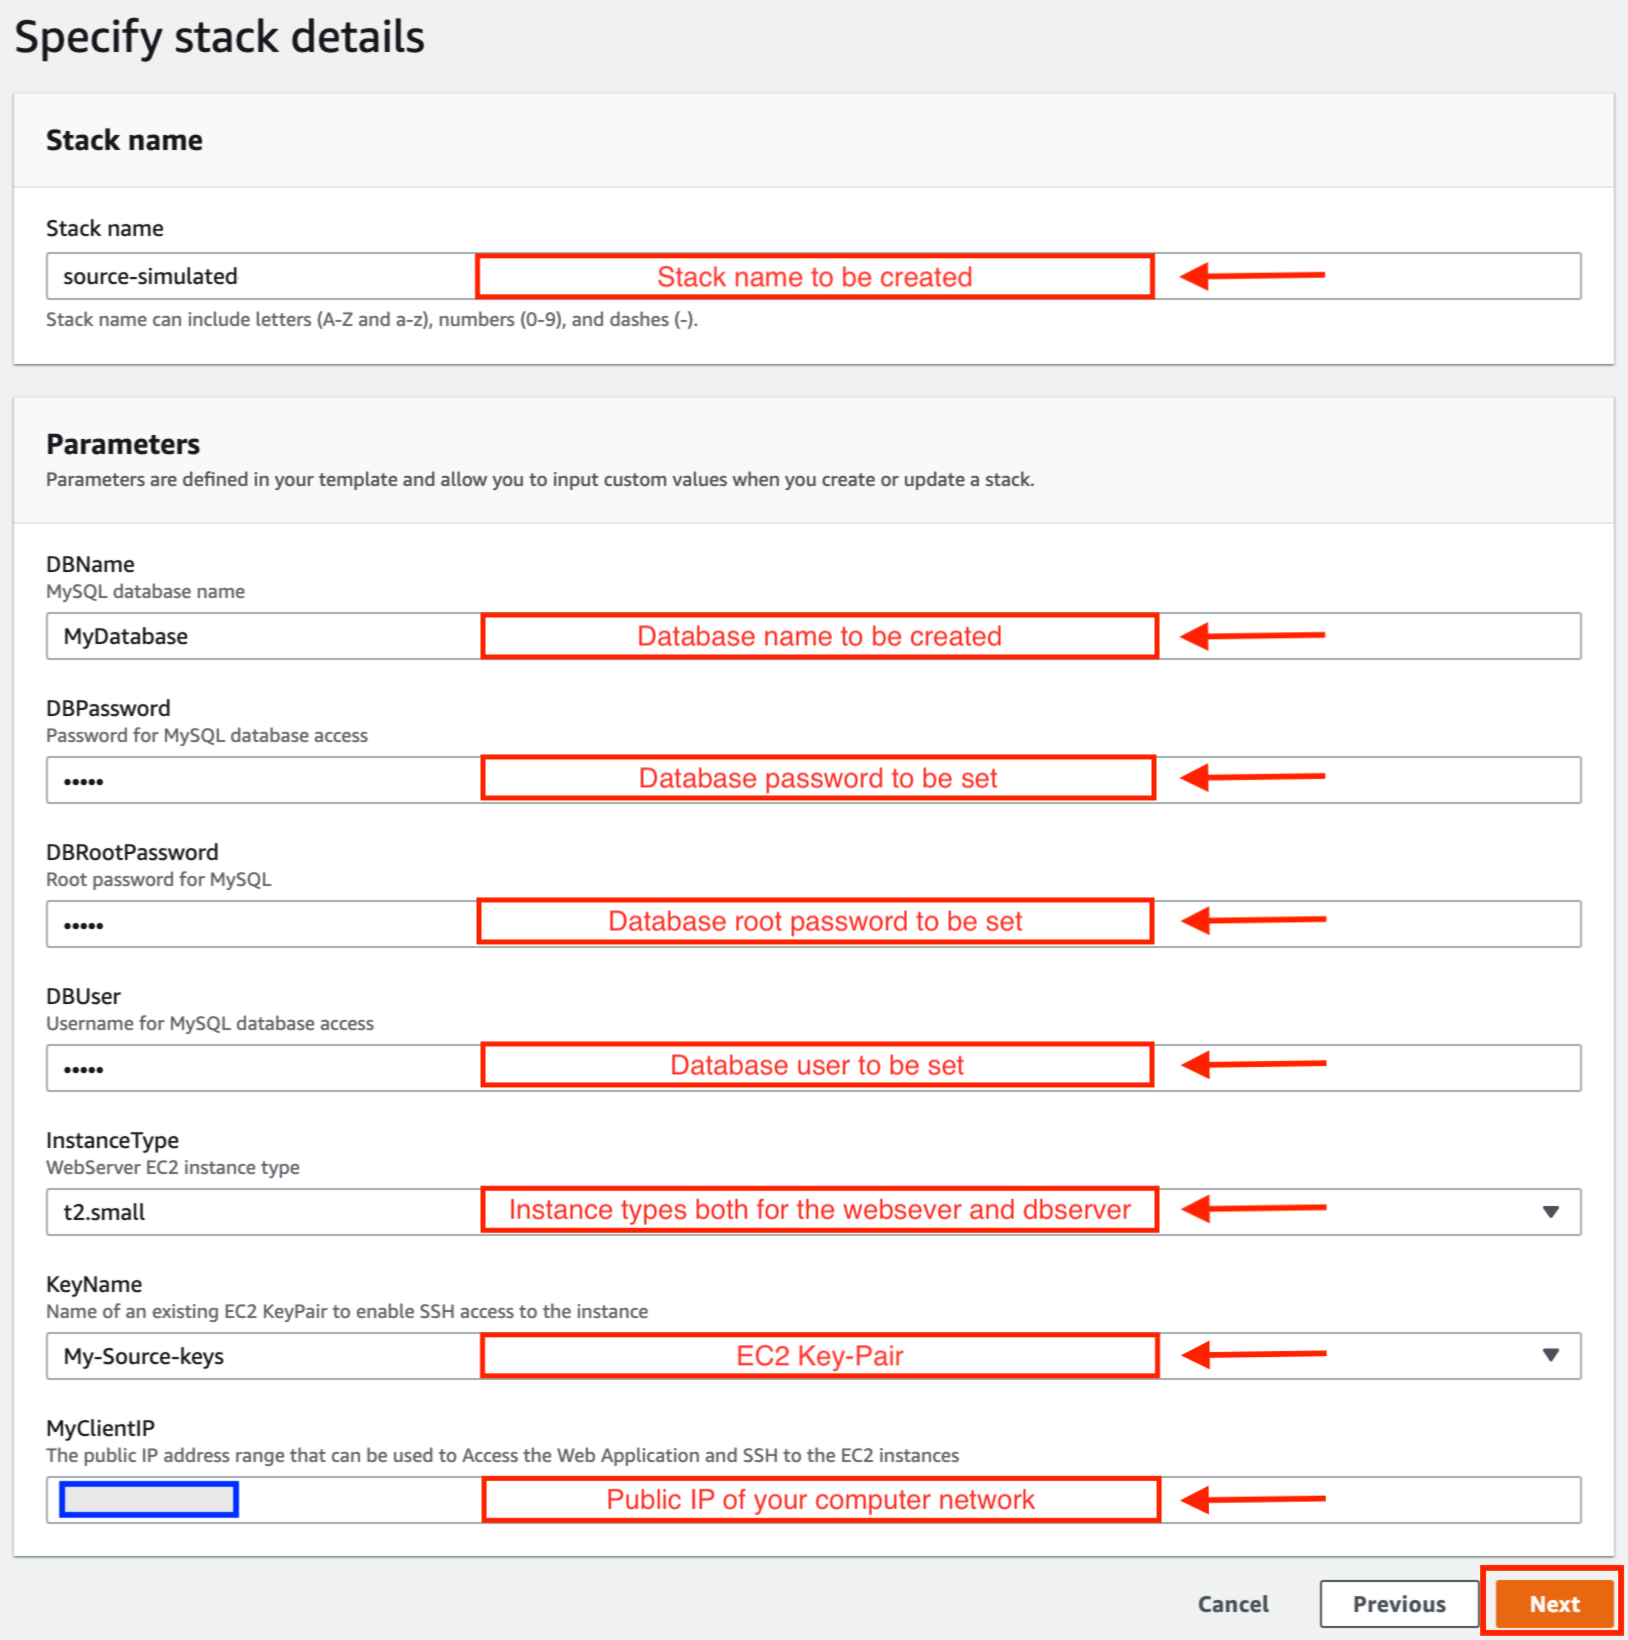 Specify stack details
Stack name
Stack name
source-simulated
Stack name to be created
Stack name can include letters (A-Z and a-z), numbers (0-9), and dashes (-).
Parameters
Parameters are defined in your template and allow you to input custom values when you create or update a stack.
DBName
MySQL database name
MyDatabase
Database name to be created
DBPassword
Password for MySQL database access
•••••
Database password to be set
DBRootPassword
Root password for MySQL
•••••
Database root password to be set
DBUser
Username for MySQL database access
•••••
Database user to be set
InstanceType
WebServer EC2 instance type
t2.small
Instance types both for the websever and dbserver
KeyName
Name of an existing EC2 KeyPair to enable SSH access to the instance
My-Source-keys
EC2 Key-Pair
MyClientIP
The public IP address range that can be used to Access the Web Application and SSH to the EC2 instances
Public IP of your computer network
Cancel
Previous
Next